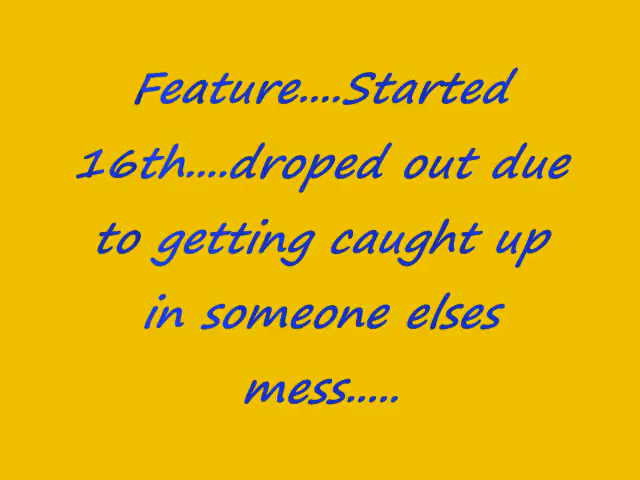 Feature....Started
16th....droped out due
to getting caught up
in someone elses
mess.....